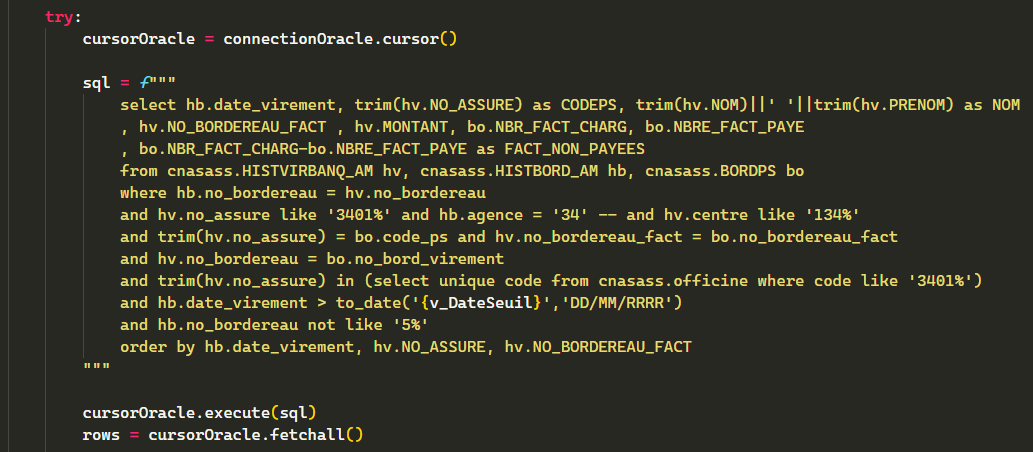 try:
cursorOracle = connectionOracle.cursor()
sql = f"""
select hb.date_virement, trim(hv.NO_ASSURE) as CODEPS, trim(hv.NOM)||' '||trim(hv.PRENOM) as NOM
, hv.NO_BORDEREAU_FACT , hv.MONTANT, bo.NBR_FACT_CHARG, bo.NBRE_FACT_PAYE
, bo.NBR_FACT_CHARG-bo.NBRE_FACT_PAYE as FACT_NON_PAYEES
from cnasass.HISTVIRBANQ_AM hv, cnasass.HISTBORD_AM hb, cnasass.BORDPS bo
where hb.no_bordereau = hv.no_bordereau
and hv.no_assure like '3401%' and hb.agence = '34' -- and hv.centre like '134%'
and trim(hv.no_assure) = bo.code_ps and hv.no_bordereau_fact = bo.no_bordereau_fact
and hv.no_bordereau = bo.no_bord_virement
and trim(hv.no_assure) in (select unique code from cnasass.officine where code like '3401%')
and hb.date_virement > to_date('{v_DateSeuil}','DD/MM/RRRR')
and hb.no_bordereau not like '5%'
order by hb.date_virement, hv.NO_ASSURE, hv.NO_BORDEREAU_FACT
"""
cursorOracle.execute(sql)
rows = cursorOracle.fetchall()